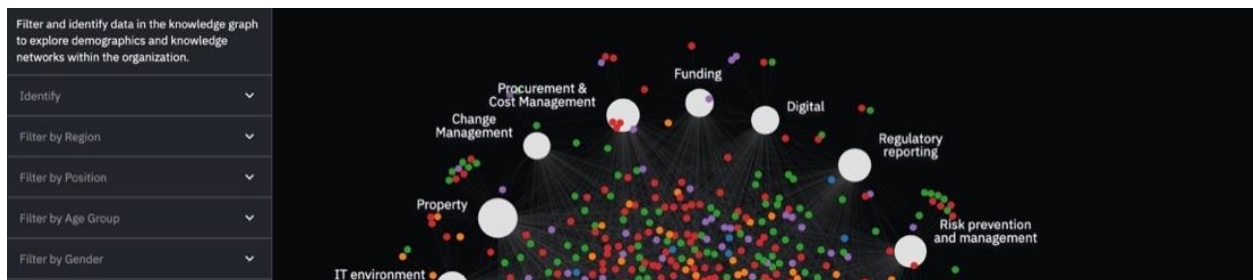 Filter and identify data in the knowledge graph
to explore demographics and knowledge
networks within the organization.
Identify
Filter by Region
Filter by Position
Filter by Age Group
Filter by Gender
Funding
Procurement &
Cost Management
Digital
Change
Management
Regulatory
reporting
Property
Risk prevention
and management
IT environment